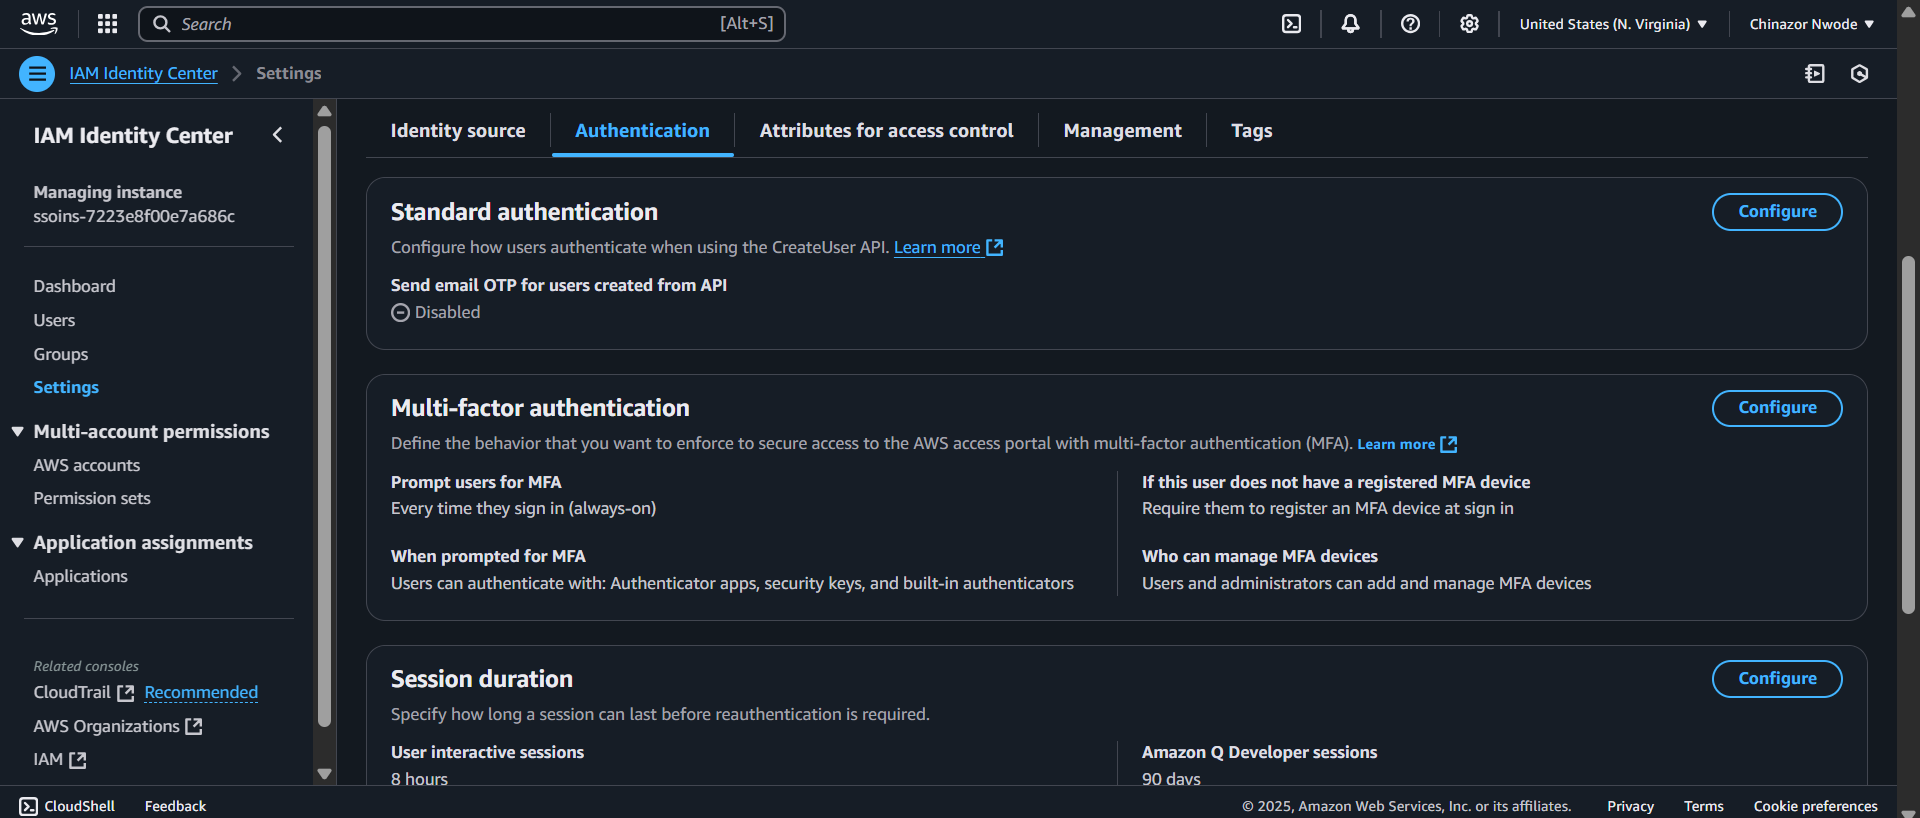 aws
Search
[Alt+S]
United States (N. Virginia)
Chinazor Nwode
IAM Identity Center
Settings
IAM Identity Center
Managing instance
ssoins-7223e8f00e7a686c
Dashboard
Users
Groups
Settings
Multi-account permissions
AWS accounts
Permission sets
Application assignments
Applications
Related consoles
CloudTrail Recommended
AWS Organizations
IAM
Identity source
Authentication
Attributes for access control
Management
Tags
Standard authentication
Configure
Configure how users authenticate when using the CreateUser API. Learn more
Send email OTP for users created from API
Disabled
Multi-factor authentication
Configure
Define the behavior that you want to enforce to secure access to the AWS access portal with multi-factor authentication (MFA). Learn more
Prompt users for MFA
Every time they sign in (always-on)
When prompted for MFA
Users can authenticate with: Authenticator apps, security keys, and built-in authenticators
If this user does not have a registered MFA device
Require them to register an MFA device at sign in
Who can manage MFA devices
Users and administrators can add and manage MFA devices
Session duration
Configure
Specify how long a session can last before reauthentication is required.
User interactive sessions
8 hours
Amazon Q Developer sessions
90 days
CloudShell
Feedback
© 2025, Amazon Web Services, Inc. or its affiliates.
Privacy
Terms
Cookie preferences